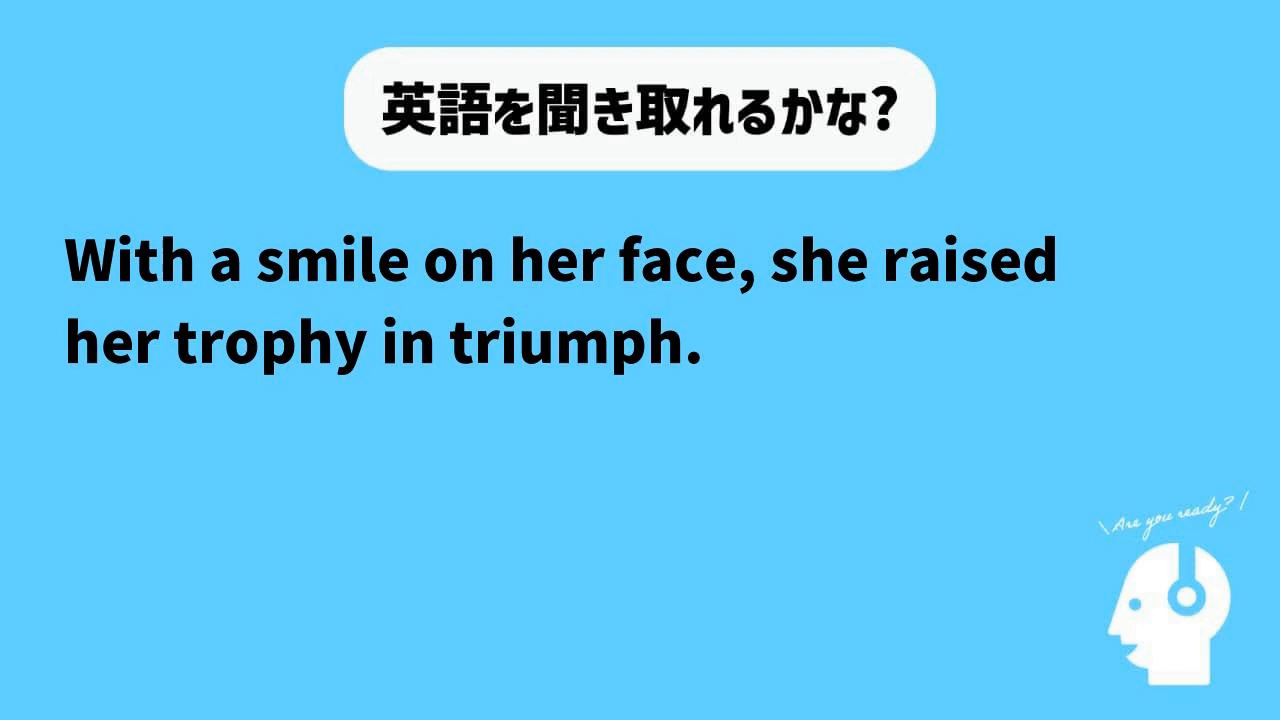 英語を聞き取れるかな?
With a smile on her face, she raised
her trophy in triumph.
\ Are you ready? /